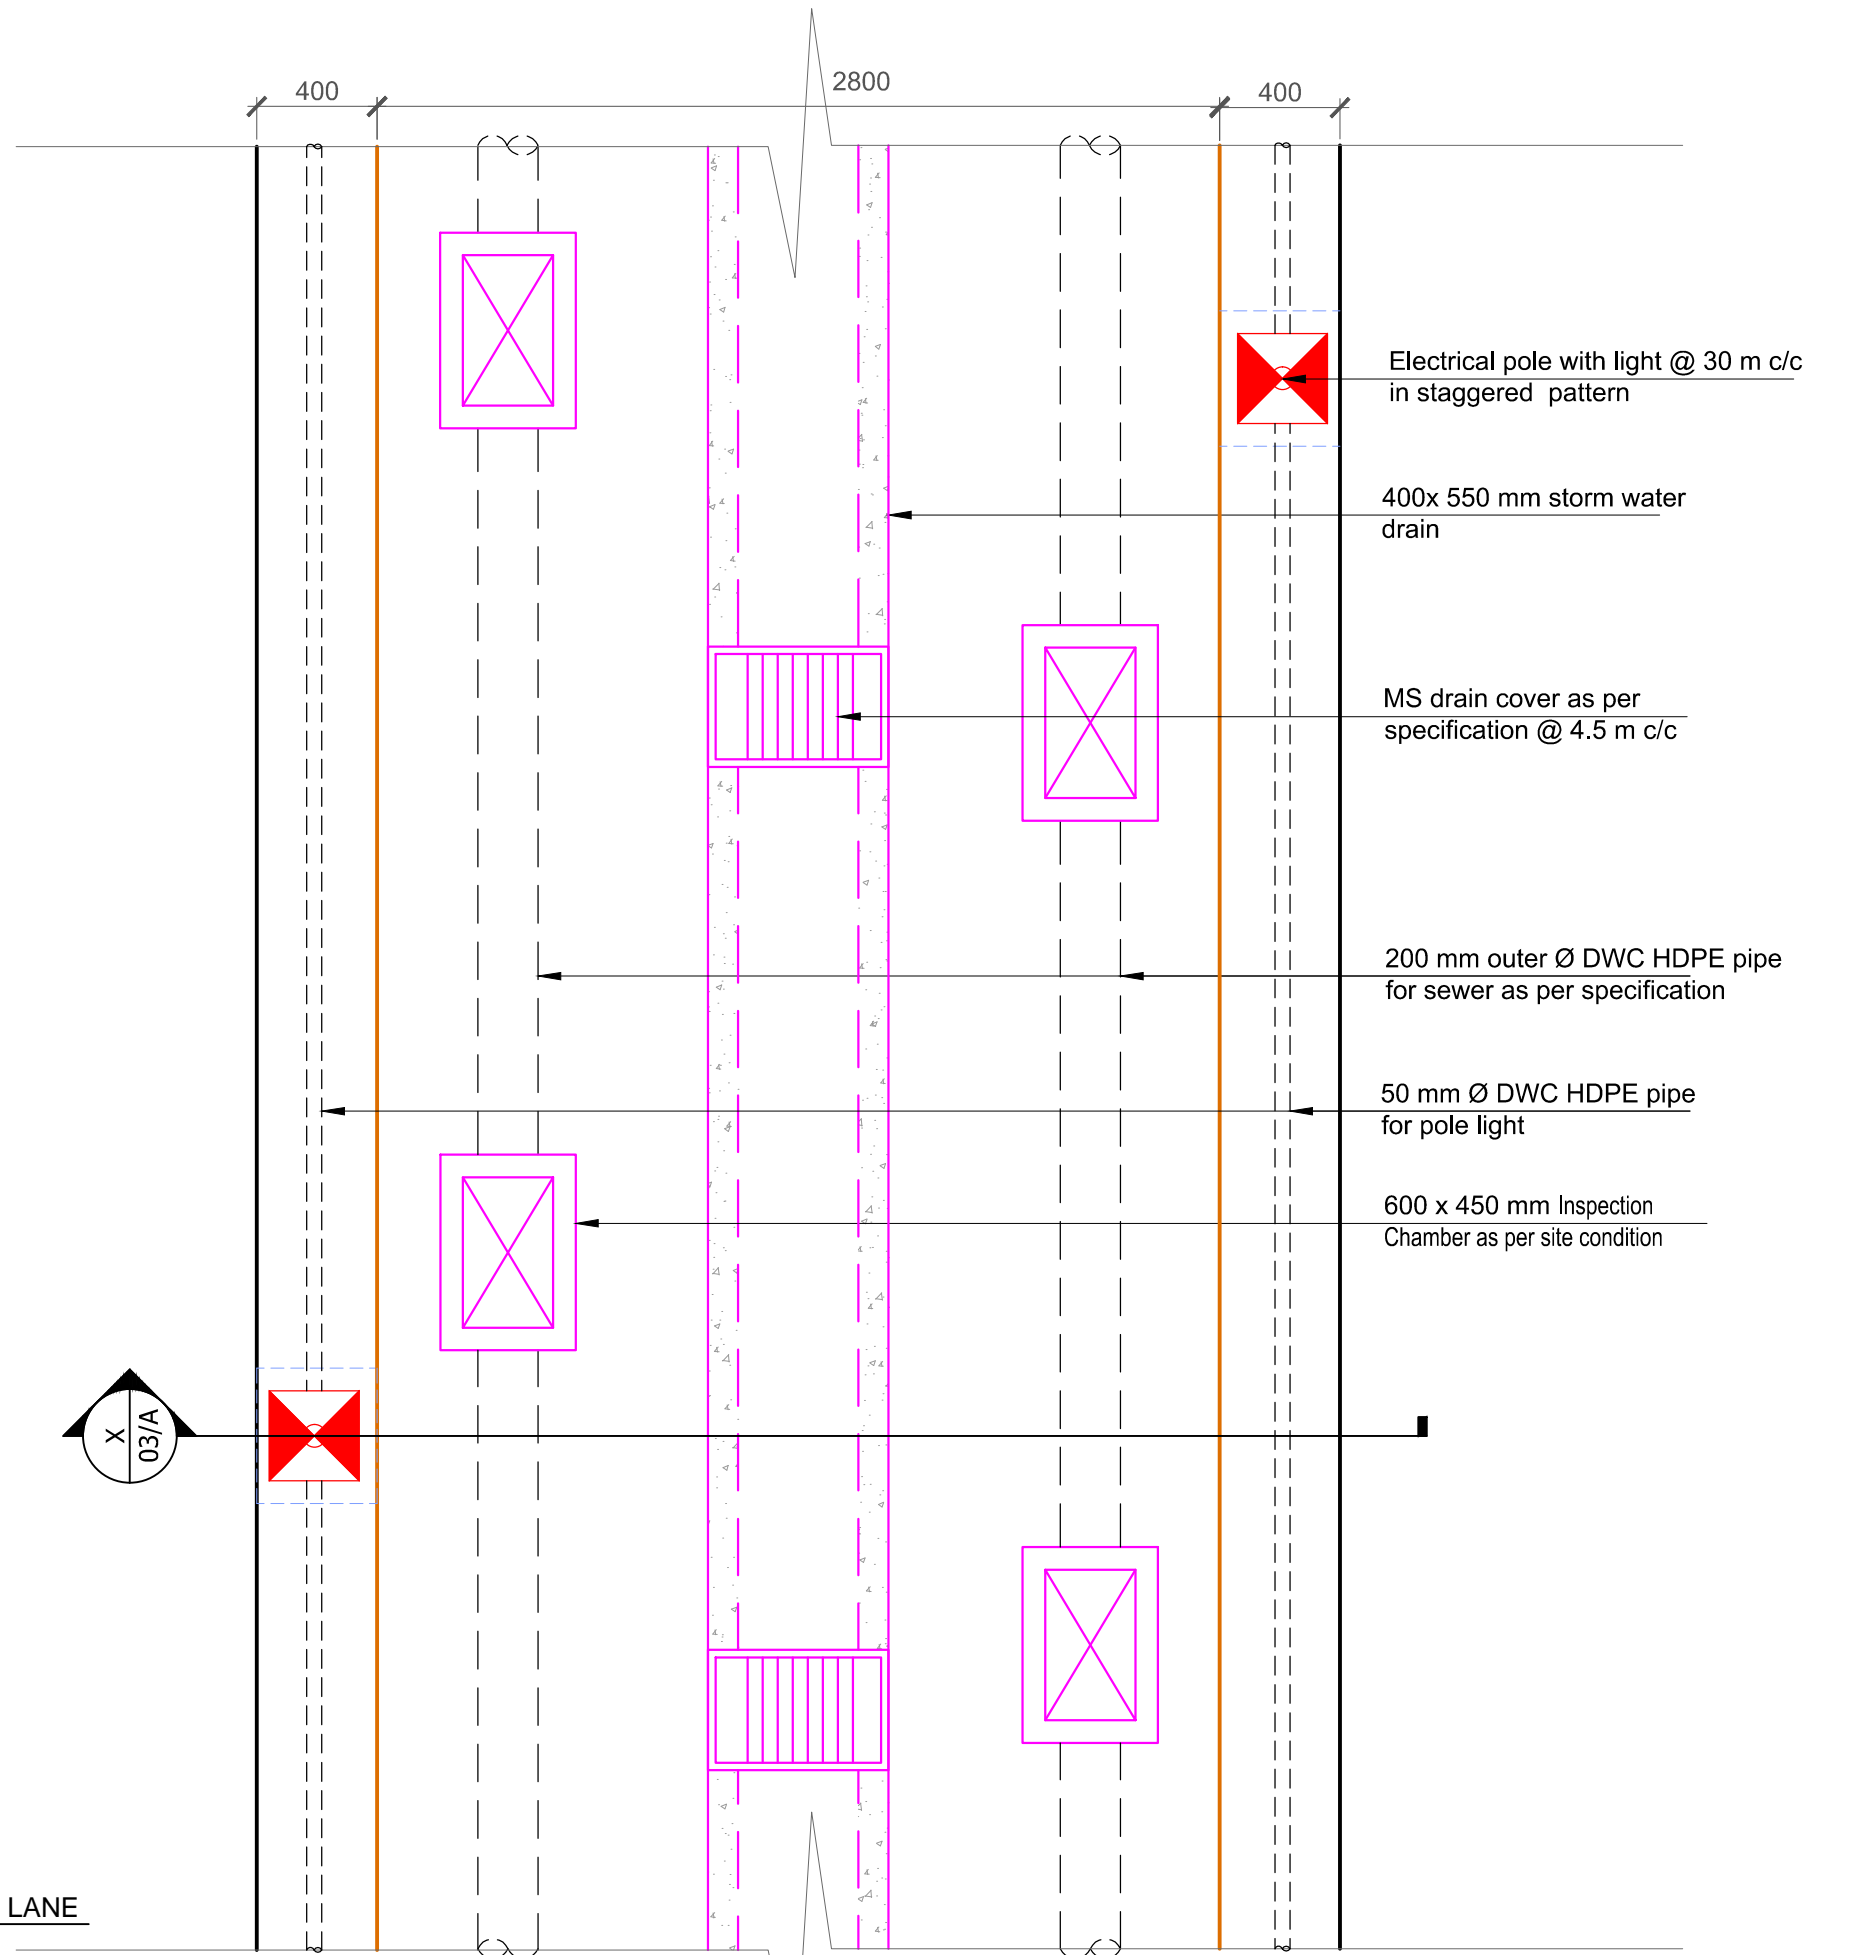 400
2800
400
Electrical pole with light @ 30 m c/c
in staggered pattern
400x 550 mm storm water
drain
MS drain cover as per
specification @ 4.5 m c/c
200 mm outer Ø DWC HDPE pipe
for sewer as per specification
50 mm Ø DWC HDPE pipe
for pole light
600 x 450 mm Inspection
Chamber as per site condition
X
03/A
LANE